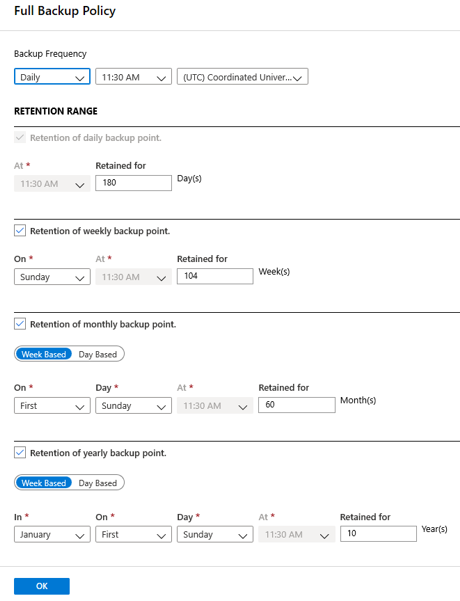 Full Backup Policy
Backup Frequency
Daily 11:30 AM (UTC) Coordinated Univer...
RETENTION RANGE
Retention of daily backup point.
At * Retained for
11:30 AM 180 Day(s)
Retention of weekly backup point.
On * At * Retained for
Sunday 11:30 AM 104 Week(s)
Retention of monthly backup point.
Week Based Day Based
On * Day * At * Retained for
First Sunday 11:30 AM 60 Month(s)
Retention of yearly backup point.
Week Based Day Based
In * On * Day * At * Retained for
January First Sunday 11:30 AM 10 Year(s)
OK